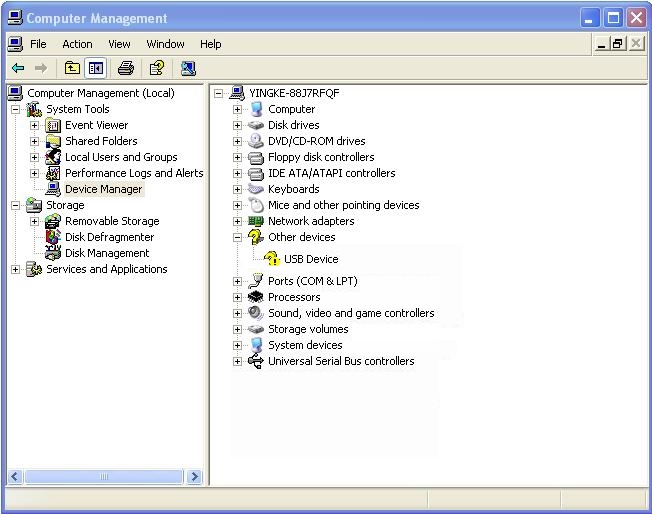 Computer Management
File Action View Window Help
Computer Management (Local)
System Tools
Event Viewer
Shared Folders
Local Users and Groups
Performance Logs and Alerts
Device Manager
Storage
Removable Storage
Disk Defragmenter
Disk Management
Services and Applications
YINGKE-88J7RFQF
Computer
Disk drives
DVD/CD-ROM drives
Floppy disk controllers
IDE ATA/ATAPI controllers
Keyboards
Mice and other pointing devices
Network adapters
Other devices
USB Device
Ports (COM & LPT)
Processors
Sound, video and game controllers
Storage volumes
System devices
Universal Serial Bus controllers